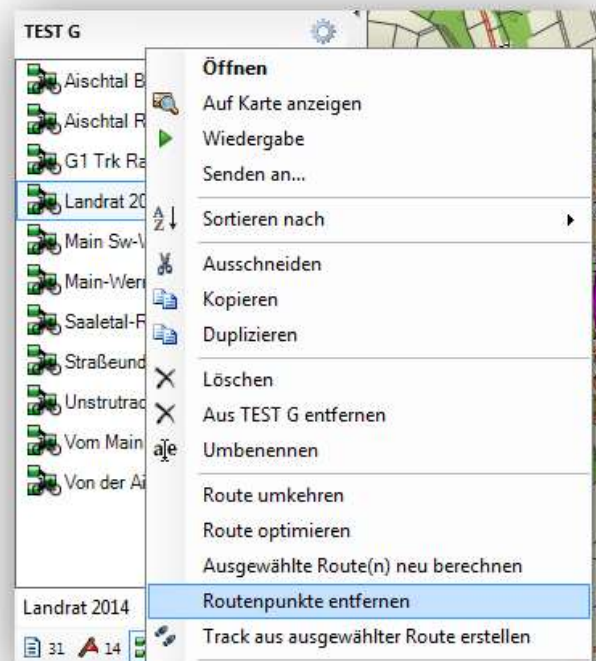 TEST G
Aischtal B
Aischtal R
G1 Trk Ra
Landrat 20
Main Sw-
Main-Werr
Saaletal-R
Straßeund
Unstrutrad
Vom Main
Von der Ai
Landrat 2014
31 14
Öffnen
Auf Karte anzeigen
Wiedergabe
Senden an...
Sortieren nach
Ausschneiden
Kopieren
Duplizieren
Löschen
Aus TEST G entfernen
Umbenennen
Route umkehren
Route optimieren
Ausgewählte Route(n) neu berechnen
Routenpunkte entfernen
Track aus ausgewählter Route erstellen